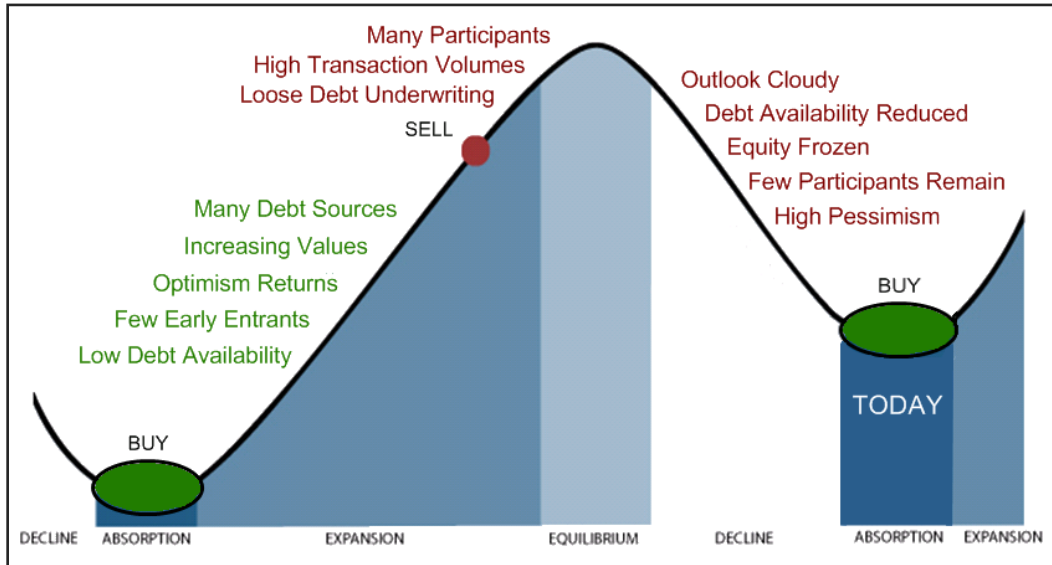 Many Participants
High Transaction Volumes
Loose Debt Underwriting
SELL
Many Debt Sources
Increasing Values
Optimism Returns
Few Early Entrants
Low Debt Availability
BUY
Outlook Cloudy
Debt Availability Reduced
Equity Frozen
Few Participants Remain
High Pessimism
BUY
TODAY
DECLINE
ABSORPTION
EXPANSION
EQUILIBRIUM
DECLINE
ABSORPTION
EXPANSION